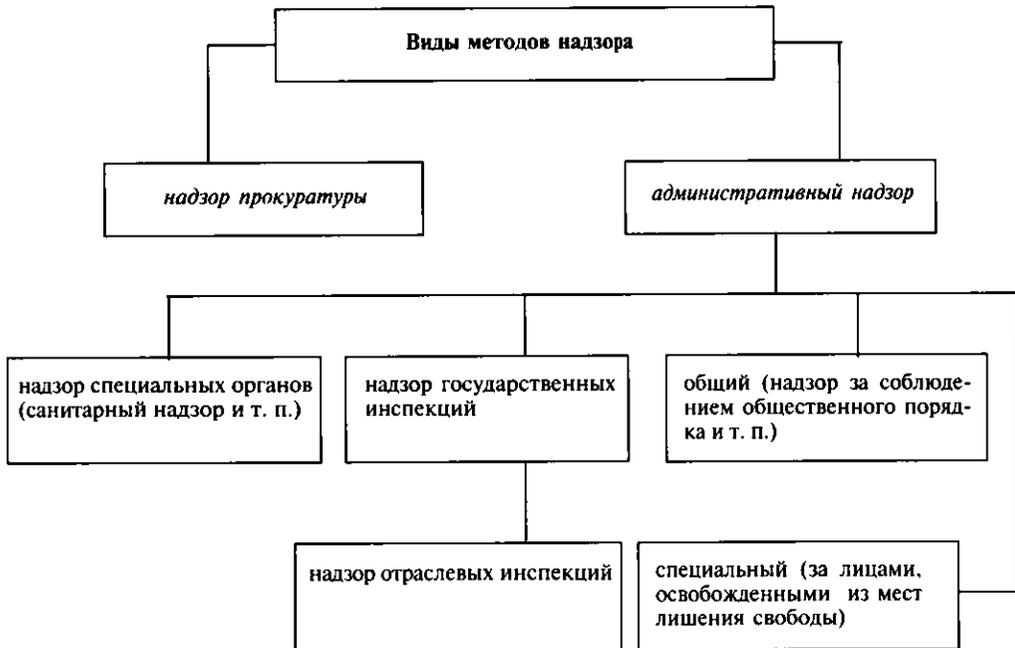 Виды методов надзора
надзор прокуратуры
административный надзор
надзор специальных органов
(санитарный надзор и т. п.)
надзор государственных
инспекций
общий (надзор за соблюде-
нием общественного поряд-
ка и т. п.)
надзор отраслевых инспекций
специальный (за лицами,
освобожденными из мест
лишения свободы)